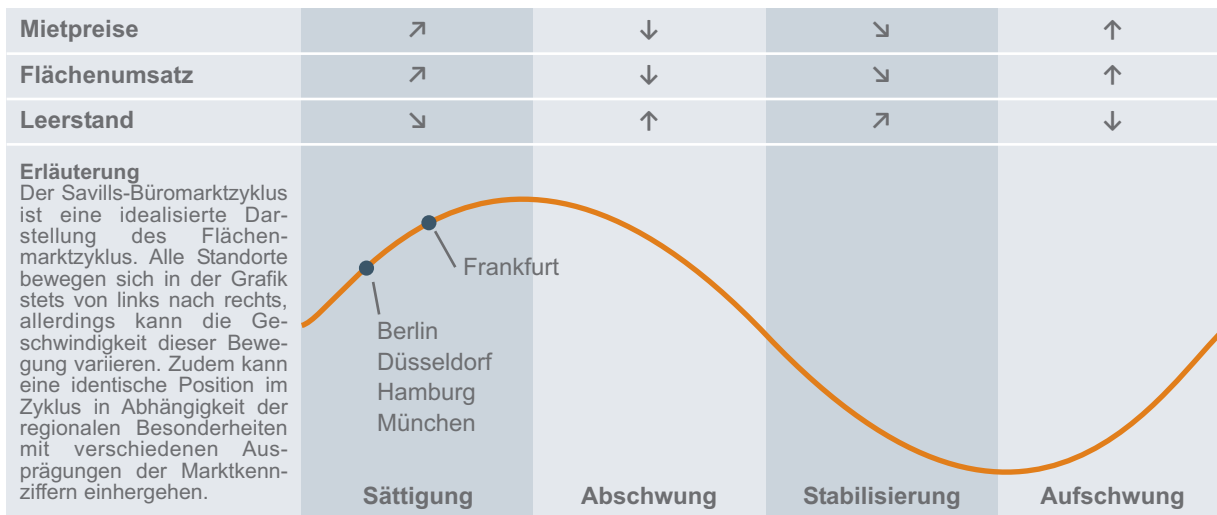 Mietpreise ↗ ↓ ↘ ↑
Flächenumsatz ↗ ↓ ↘ ↑
Leerstand ↘ ↑ ↗ ↓
Erläuterung
Der Savills-Büromarktzyklus
ist eine idealisierte Dar-
stellung des Flächen-
marktzyklus. Alle Standorte
bewegen sich in der Grafik
stets von links nach rechts,
allerdings kann die Ge-
schwindigkeit dieser Bewe-
gung variieren. Zudem kann
eine identische Position im
Zyklus in Abhängigkeit der
regionalen Besonderheiten
mit verschiedenen Aus-
prägungen der Marktkenn-
ziffern einhergehen.
Frankfurt
Berlin
Düsseldorf
Hamburg
München
Sättigung Abschwung Stabilisierung Aufschwung